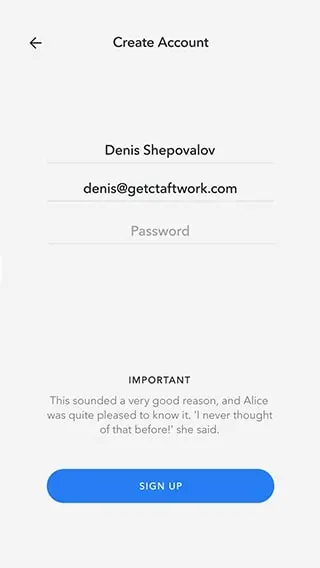 Create Account
Denis Shepovalov
denis@getctaftwork.com
Password
IMPORTANT
This sounded a very good reason, and Alice
was quite pleased to know it. 'I never thought
of that before!' she said.
SIGN UP